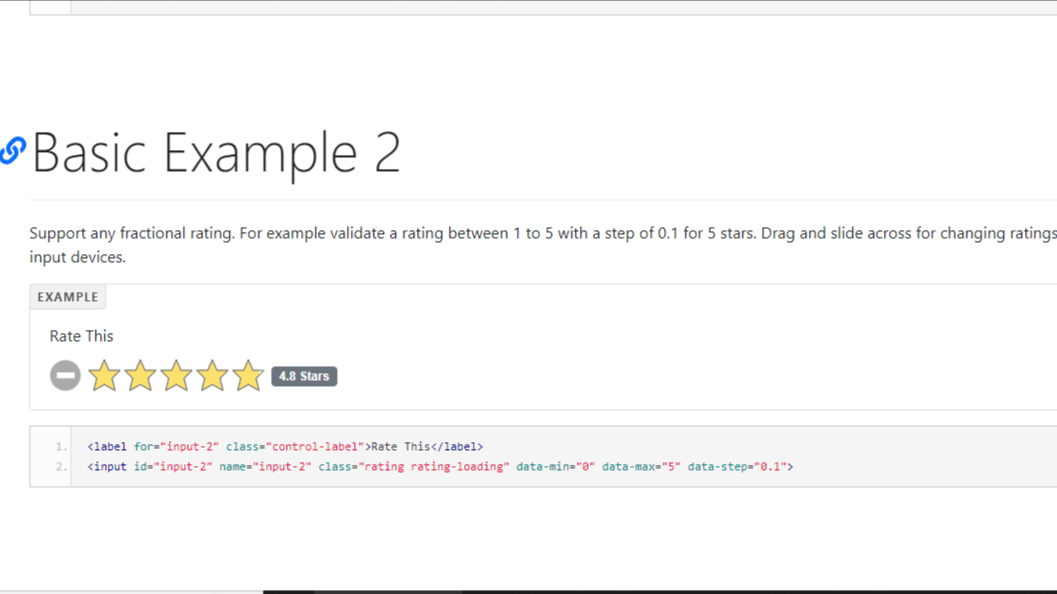 Basic Example 2
Support any fractional rating. For example validate a rating between 1 to 5 with a step of 0.1 for 5 stars. Drag and slide across for changing ratings
input devices.
EXAMPLE
Rate This
4.8 Stars
1. <label for="input-2" class="control-label">Rate This</label>
2. <input id="input-2" name="input-2" class="rating rating-loading" data-min="0" data-max="5" data-step="0.1">